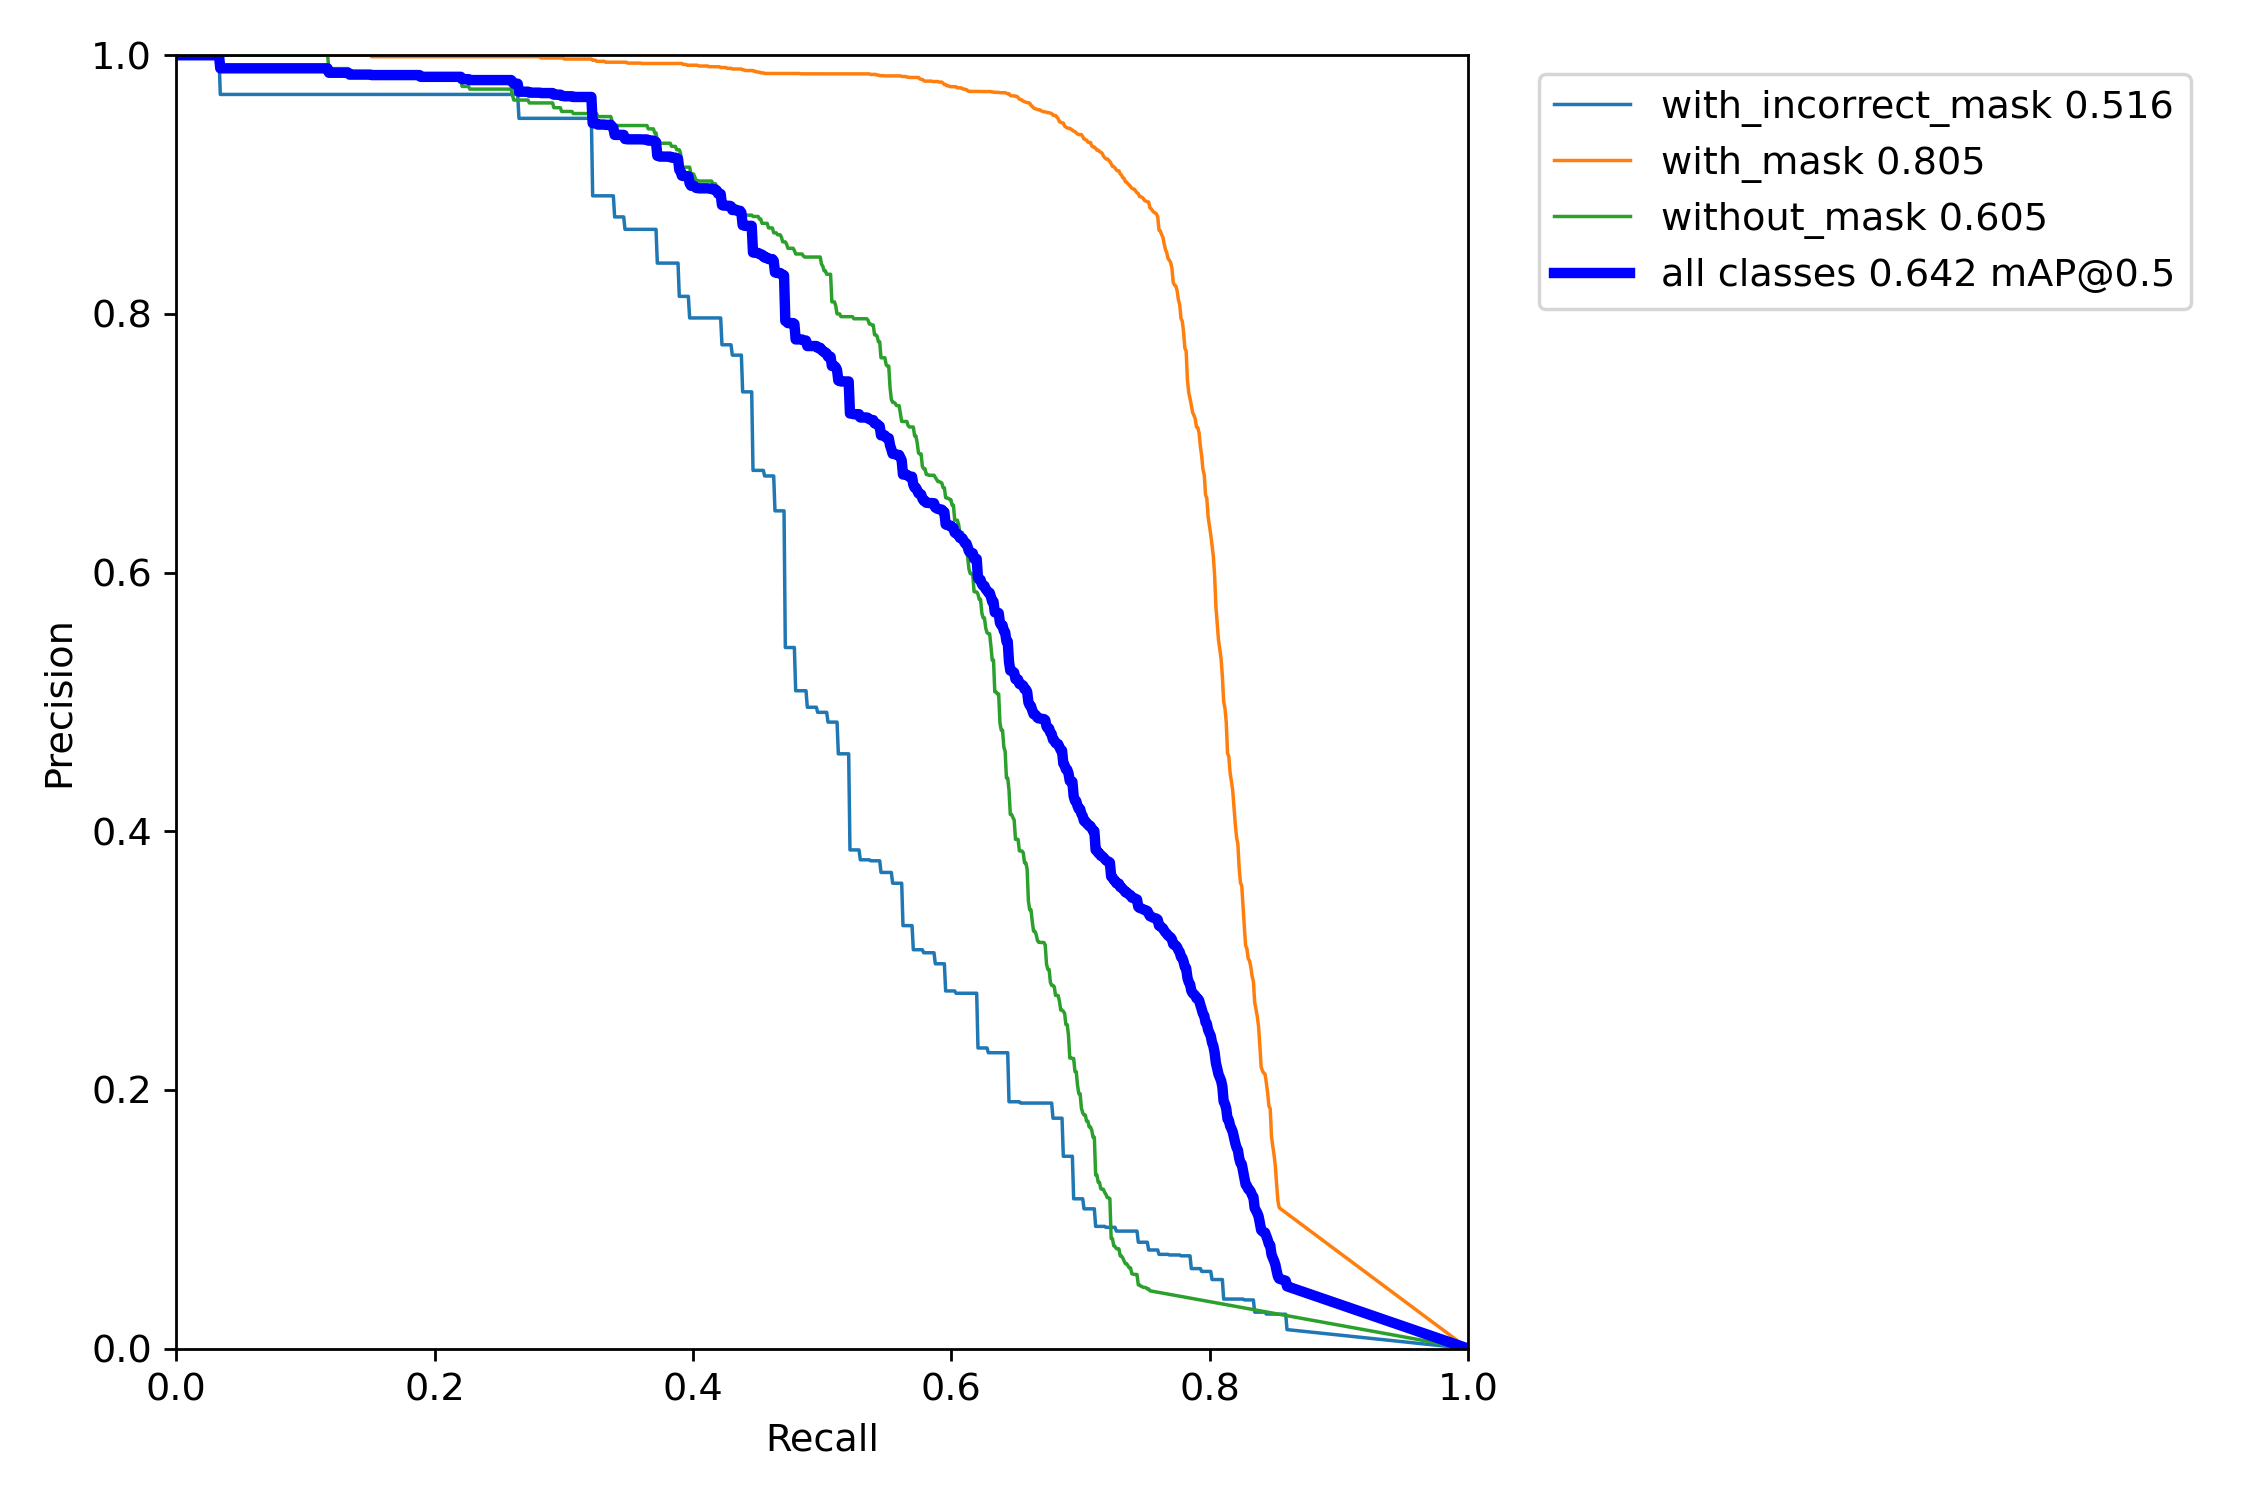 with_incorrect_mask 0.516
with_mask 0.805
without_mask 0.605
all classes 0.642 mAP@0.5
Precision
1.0
0.8
0.6
0.4
0.2
0.0
0.0 0.2 0.4 0.6 0.8 1.0
Recall